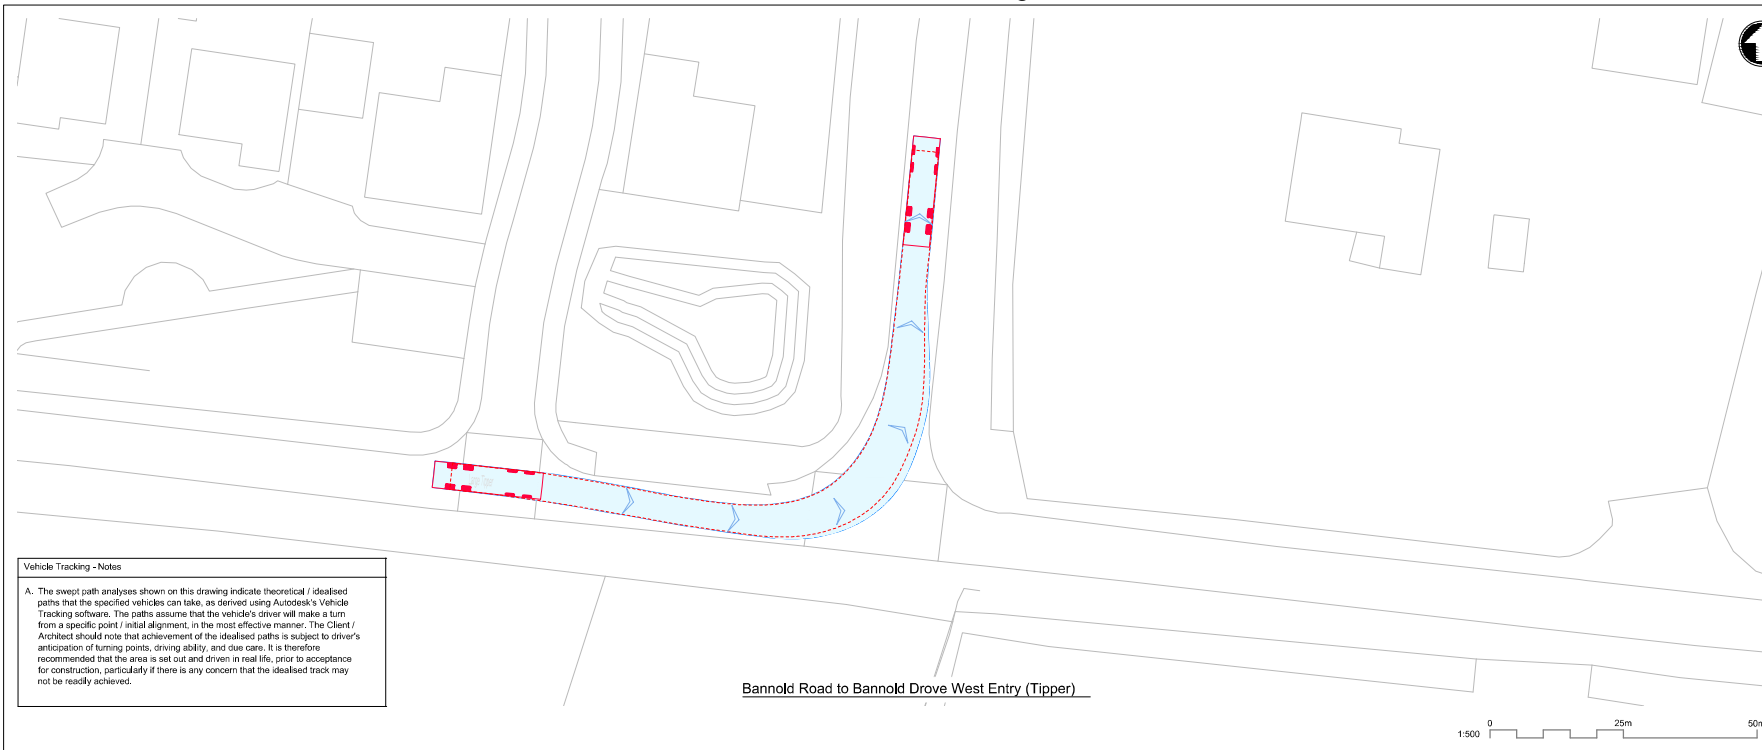 Vehicle Tracking - Notes
A. The swept path analyses shown on this drawing indicate theoretical / idealised
paths that the specified vehicles can take, as derived using Autodesk's Vehicle
Tracking software. The paths assume that the vehicle's driver will make a turn
from a specific point / initial alignment, in the most effective manner. The Client /
Architect should note that achievement of the idealised paths is subject to driver's
anticipation of turning points, driving ability, and due care. It is therefore
recommended that the area is set out and driven in real life, prior to acceptance
for construction, particularly if there is any concern that the idealised track may
not be readily achieved.
Bannold Road to Bannold Drove West Entry (Tipper)
0 25m 50m
1:500